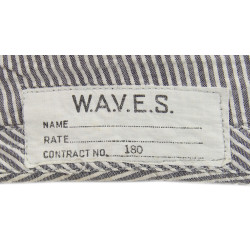 W.A.V.E.S.
NAME
RATE
CONTRACT NO. 180